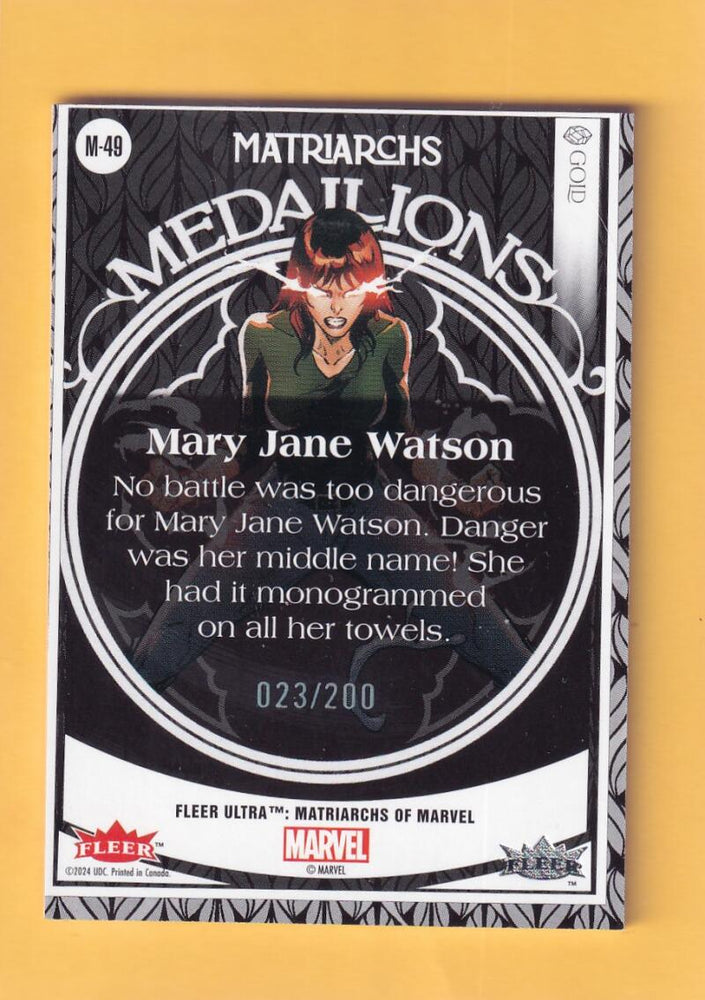 M-49
MATRIARCHS
GOLD
MEDALLIONS
Mary Jane Watson
No battle was too dangerous
for Mary Jane Watson. Danger
was her middle name! She
had it monogrammed
on all her towels.
023/200
FLEER ULTRA™: MATRIARCHS OF MARVEL
FLEER™
MARVEL
FLEER
™
©2024 UDC. Printed in Canada.
© MARVEL